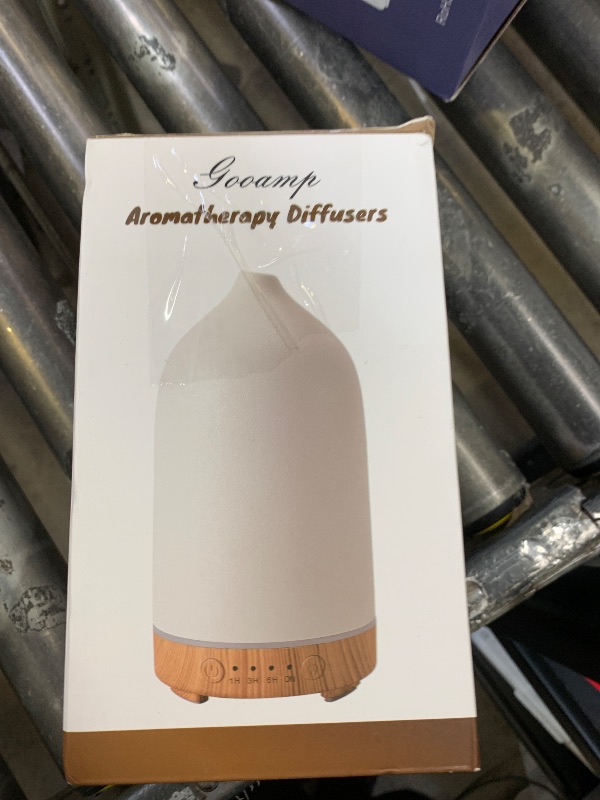 Gooamp
Aromatherapy Diffusers
1H 3H 6H ON